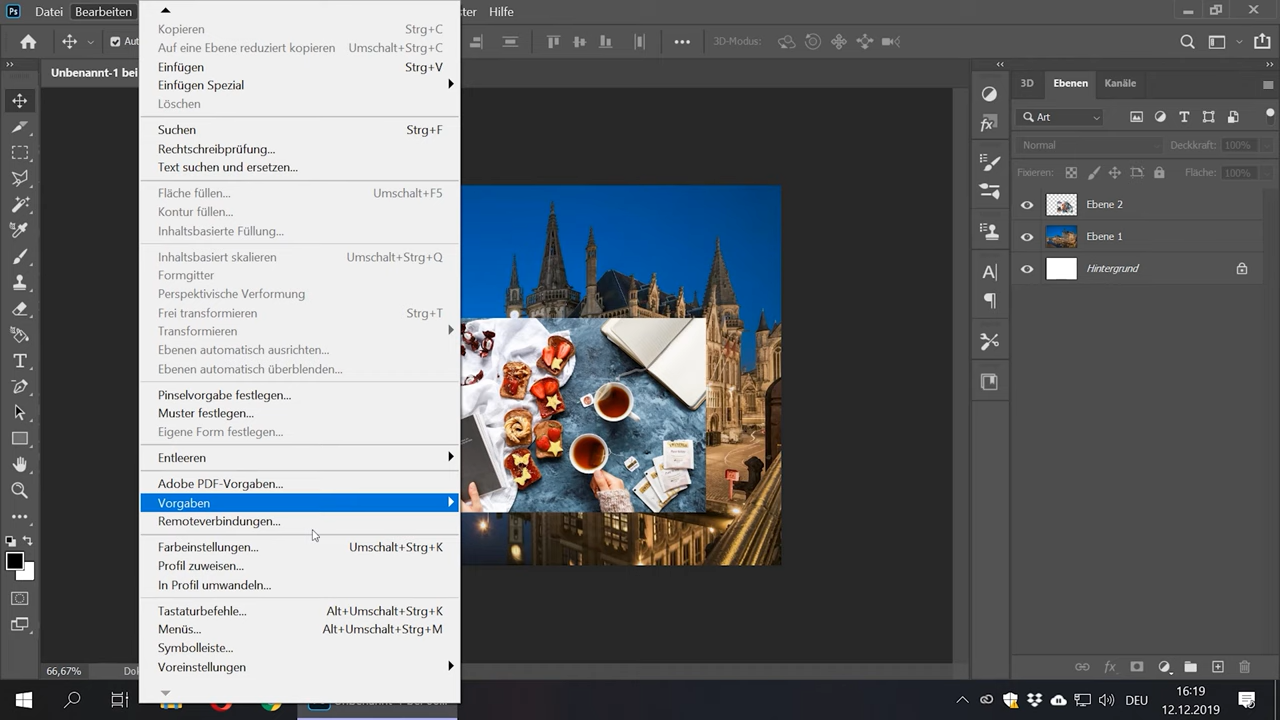 Ps Datei Bearbeiten ster Hilfe
Aut 3D-Modus:
Unbenannt-1 bei
Kopieren Strg+C
Auf eine Ebene reduziert kopieren Umschalt+Strg+C
Einfügen Strg+V
Einfügen Spezial
Löschen
Suchen Strg+F
Rechtschreibprüfung...
Text suchen und ersetzen...
Fläche füllen... Umschalt+F5
Kontur füllen...
Inhaltsbasierte Füllung...
Inhaltsbasiert skalieren Umschalt+Strg+Q
Formgitter
Perspektivische Verformung
Frei transformieren Strg+T
Transformieren
Ebenen automatisch ausrichten...
Ebenen automatisch überblenden...
Pinselvorgabe festlegen...
Muster festlegen...
Eigene Form festlegen...
Entleeren
Adobe PDF-Vorgaben...
Vorgaben
Remoteverbindungen...
Farbeinstellungen... Umschalt+Strg+K
Profil zuweisen...
In Profil umwandeln...
Tastaturbefehle... Alt+Umschalt+Strg+K
Menüs... Alt+Umschalt+Strg+M
Symbolleiste...
Voreinstellungen
3D Ebenen Kanäle
Art
Normal Deckkraft: 100%
Fixieren: Fläche: 100%
Ebene 2
Ebene 1
Hintergrund
66,67% Dok
DEU 16:19
12.12.2019